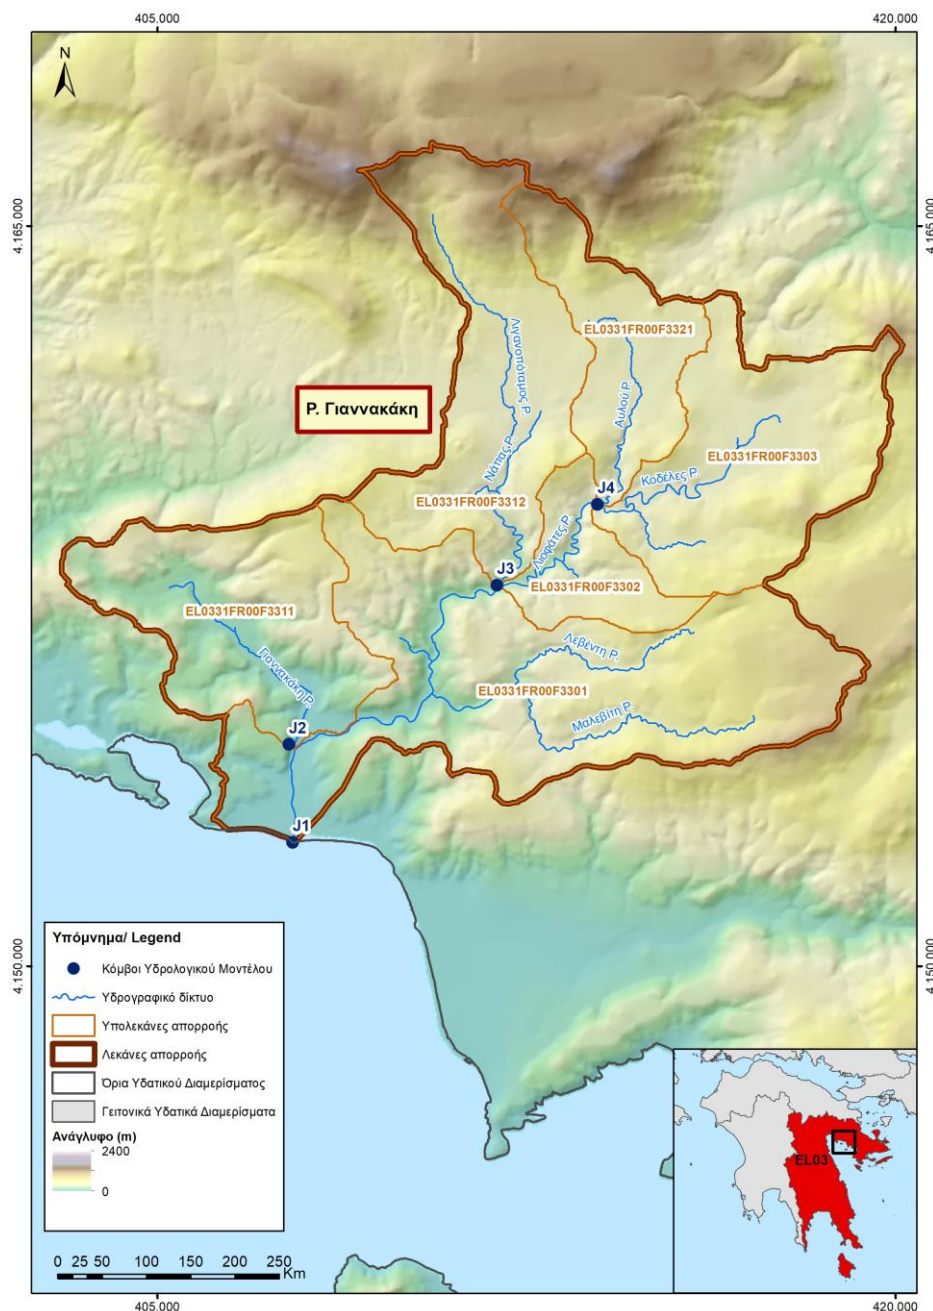 405.000
420.000
N
4.165.000
4.165.000
EL0331FR00F3321
Λιγανοπόταμος Ρ.
Αυλού Ρ.
Ρ. Γιαννακάκη
Νάπας Ρ.
EL0331FR00F3303
Κοδέλες Ρ.
EL0331FR00F3312
J4
Λιοφάτες Ρ.
J3
EL0331FR00F3302
EL0331FR00F3311
Λεβέντη Ρ.
Γιαννακάκη Ρ.
EL0331FR00F3301
Μαλεβίτη Ρ.
J2
J1
4.150.000
4.150.000
Υπόμνημα/ Legend
Κόμβοι Υδρολογικού Μοντέλου
Υδρογραφικό δίκτυο
Υπολεκάνες απορροής
Λεκάνες απορροής
Όρια Υδατικού Διαμερίσματος
Γειτονικά Υδατικά Διαμερίσματα
Ανάγλυφο (m)
2400
0
EL03
0 25 50 100 150 200 250
Km
405.000
420.000